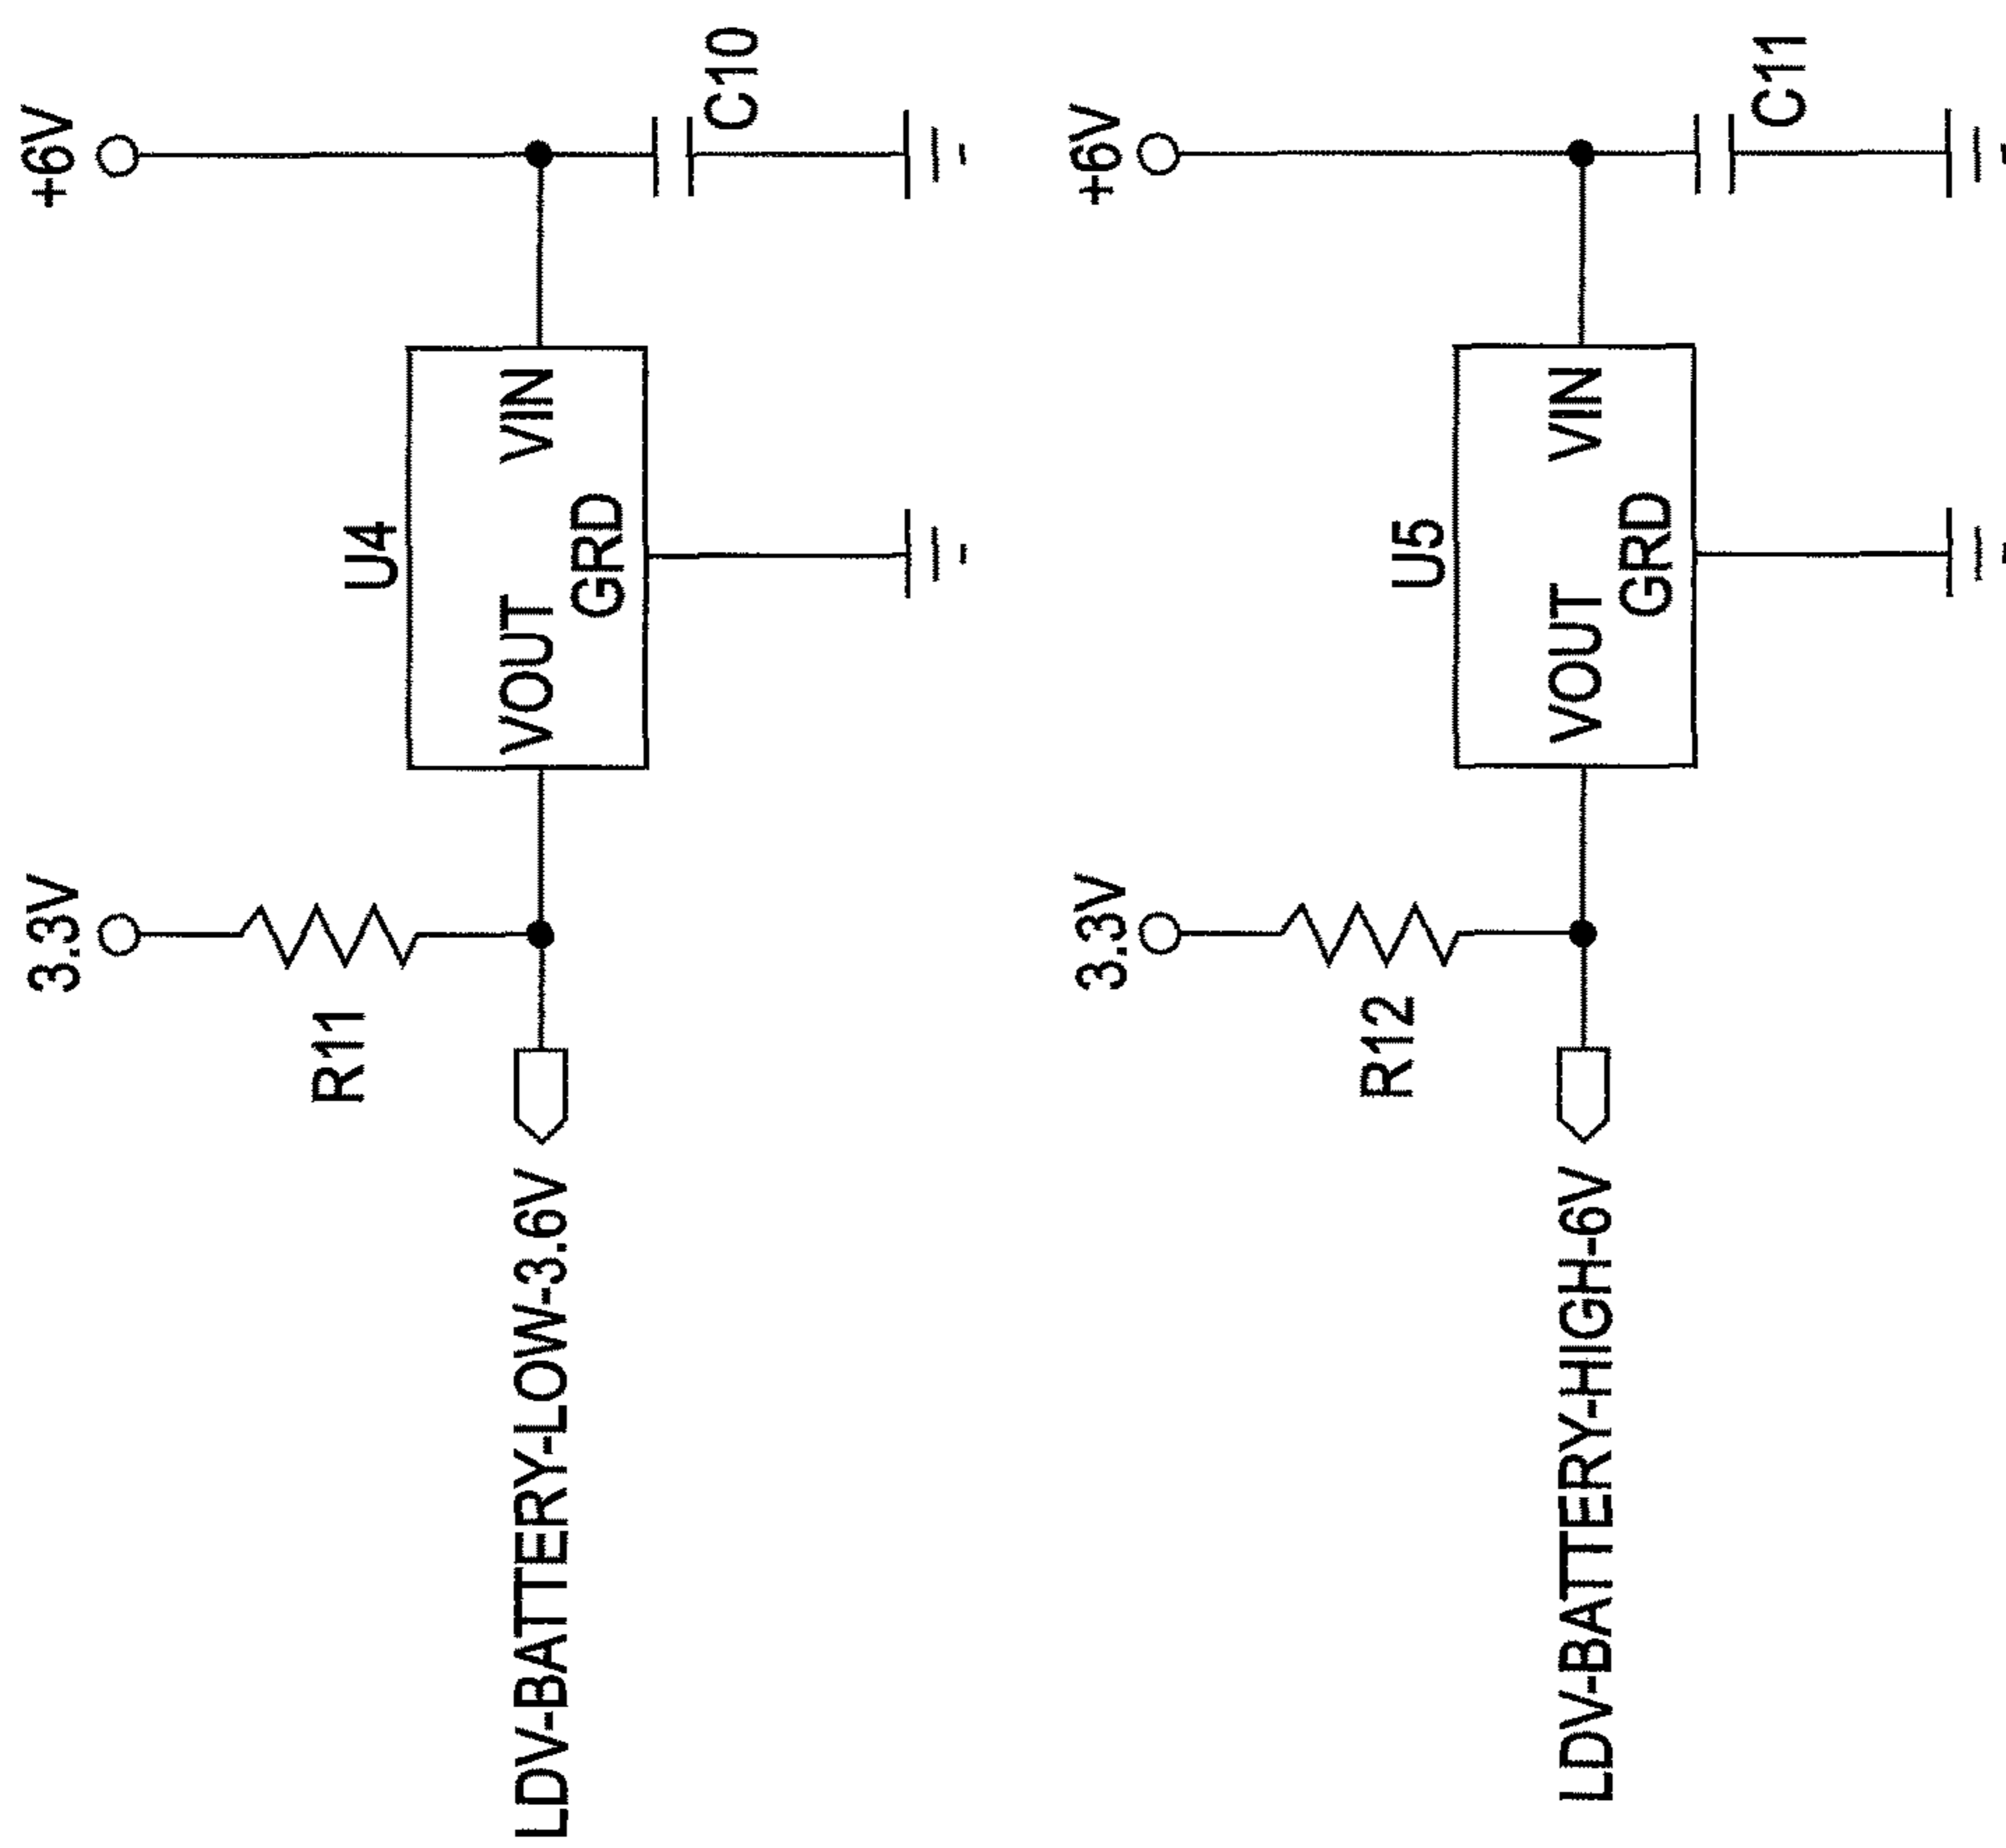 +6V
C10
3.3V
R11
U4
VOUT
VIN
GRD
LDV-BATTERY-LOW-3.6V
+6V
C11
3.3V
R12
U5
VOUT
VIN
GRD
LDV-BATTERY-HIGH-6V